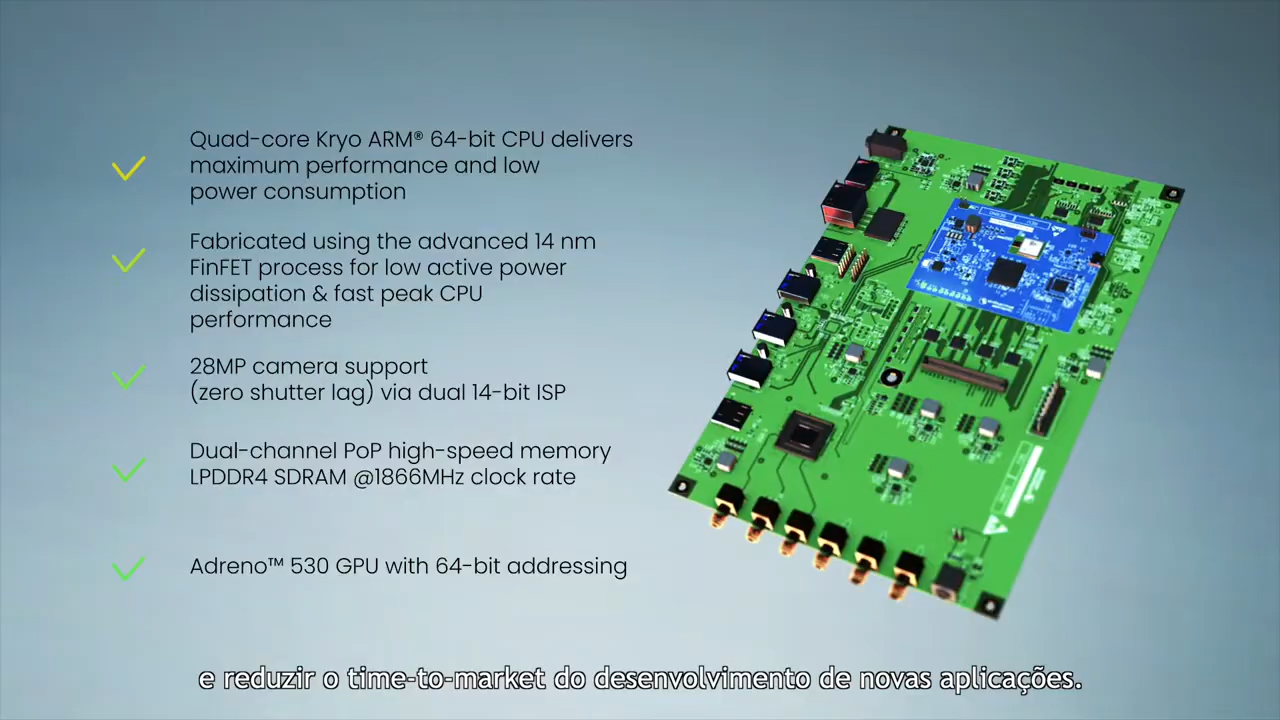 Quad-core Kryo ARM® 64-bit CPU delivers
maximum performance and low
power consumption
Fabricated using the advanced 14 nm
FinFET process for low active power
dissipation & fast peak CPU
performance
28MP camera support
(zero shutter lag) via dual 14-bit ISP
Dual-channel PoP high-speed memory
LPDDR4 SDRAM @1866MHz clock rate
Adreno™ 530 GPU with 64-bit addressing
e reduzir o time-to-market do desenvolvimento de novas aplicações.